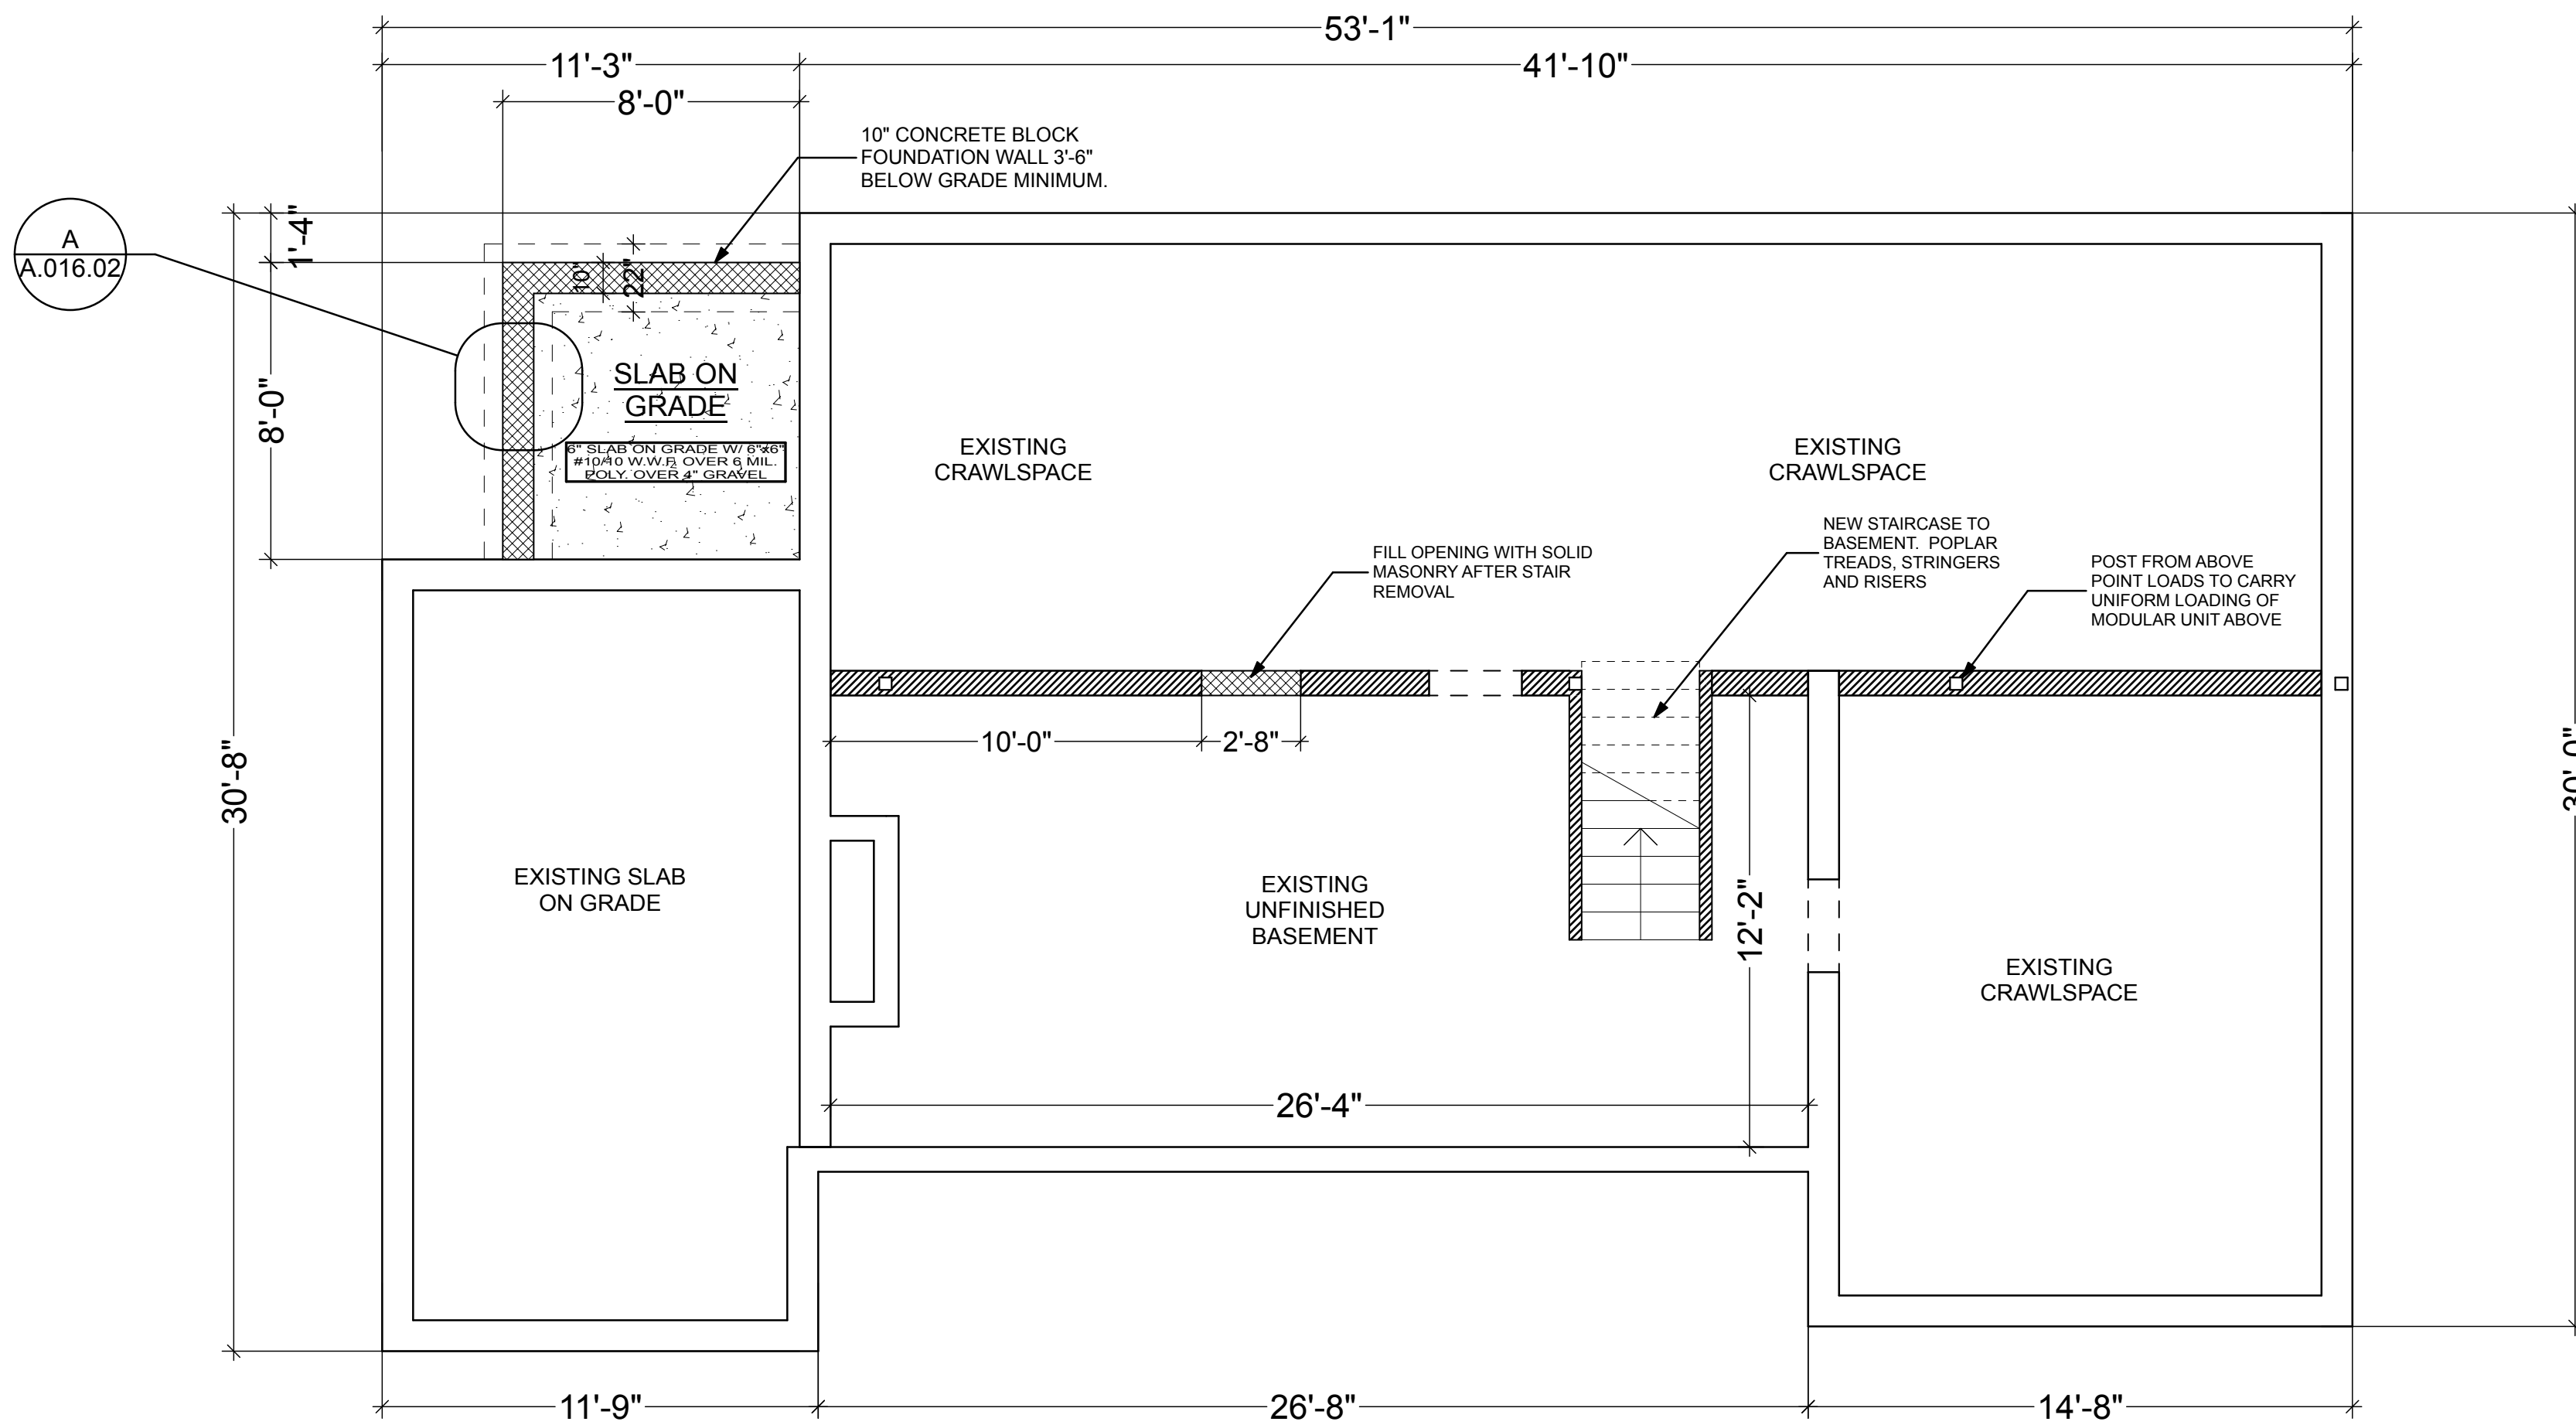 53'-1"
11'-3"
41'-10"
8'-0"
10" CONCRETE BLOCK
FOUNDATION WALL 3'-6"
BELOW GRADE MINIMUM.
A
A.016.02
1'-4"
10"
22"
8'-0"
SLAB ON
GRADE
6" SLAB ON GRADE W/ 6"x6"
#10/10 W.W.F. OVER 6 MIL.
POLY. OVER 4" GRAVEL
EXISTING
CRAWLSPACE
EXISTING
CRAWLSPACE
NEW STAIRCASE TO
BASEMENT. POPLAR
TREADS, STRINGERS
AND RISERS
FILL OPENING WITH SOLID
MASONRY AFTER STAIR
REMOVAL
POST FROM ABOVE
POINT LOADS TO CARRY
UNIFORM LOADING OF
MODULAR UNIT ABOVE
10'-0"
2'-8"
30'-8"
30'-0"
EXISTING SLAB
ON GRADE
EXISTING
UNFINISHED
BASEMENT
12'-2"
EXISTING
CRAWLSPACE
26'-4"
11'-9"
26'-8"
14'-8"